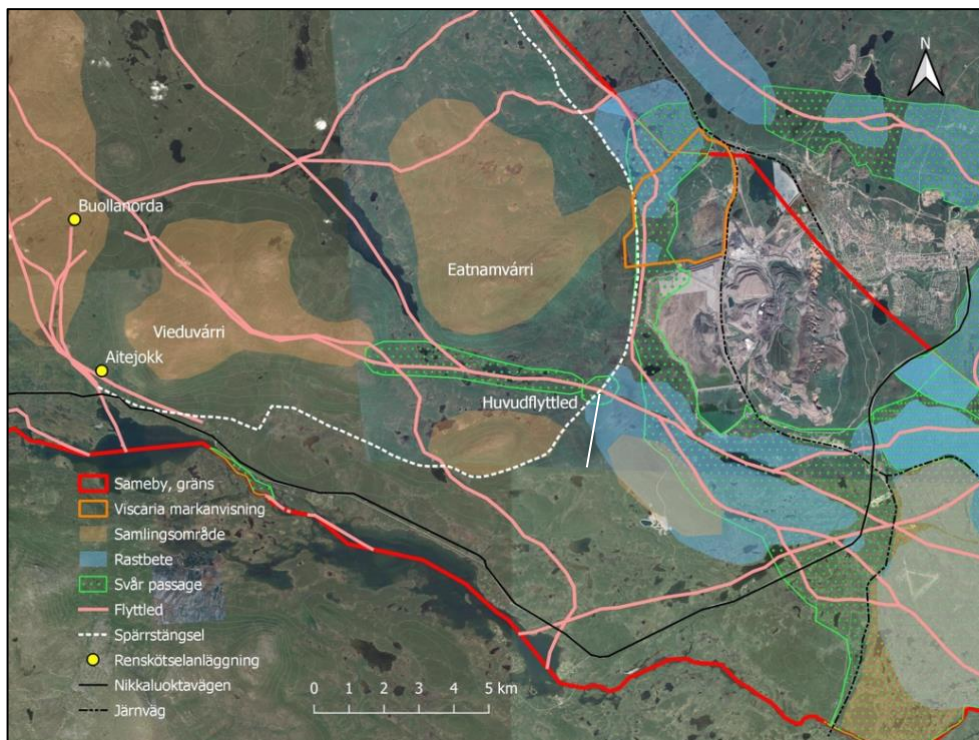 N
Buollanorda
Eatnamvárri
Vieduvárri
Aitejokk
Huvudflyttled
Sameby, gräns
Viscaria markanvisning
Samlingsområde
Rastbete
Svår passage
Flyttled
Spärrstängsel
Renskötselanläggning
Nikkaluoktavägen
Järnväg
0 1 2 3 4 5 km